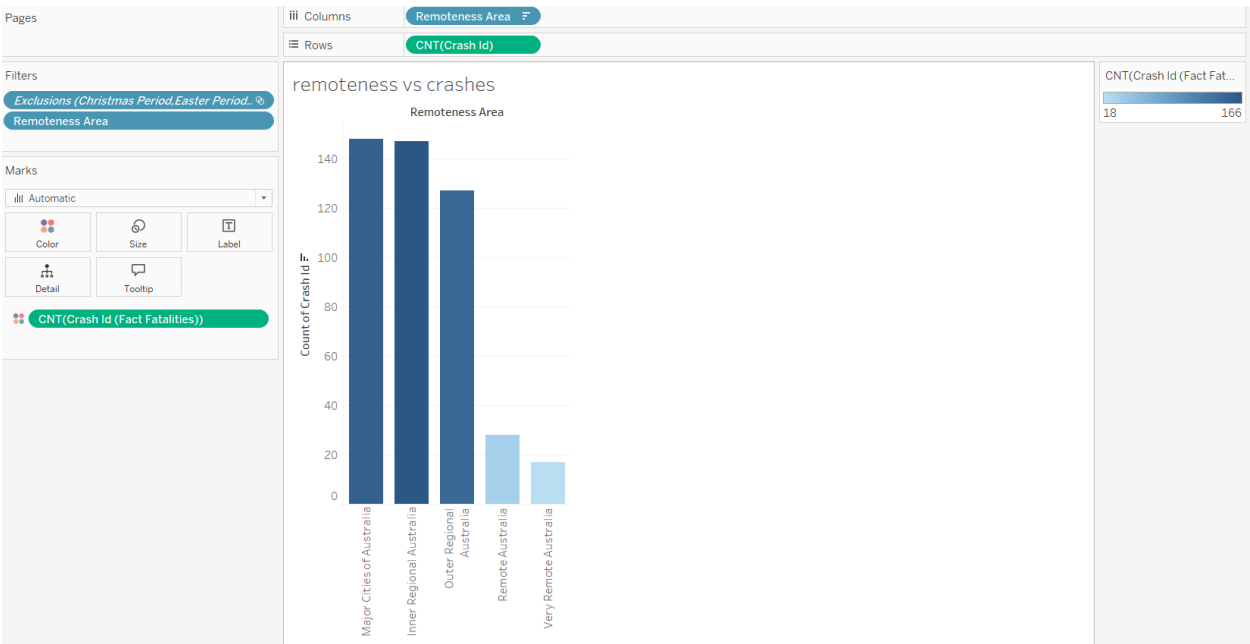 Pages
iii Columns
Remoteness Area
Rows
CNT(Crash Id)
Filters
Exclusions (Christmas Period,Easter Period..
Remoteness Area
Marks
Automatic
Color
Size
Label
Detail
Tooltip
CNT(Crash Id (Fact Fatalities))
remoteness vs crashes
Remoteness Area
Count of Crash Id
140
120
100
80
60
40
20
0
Major Cities of Australia
Inner Regional Australia
Outer Regional
Australia
Remote Australia
Very Remote Australia
CNT(Crash Id (Fact Fat...
18
166